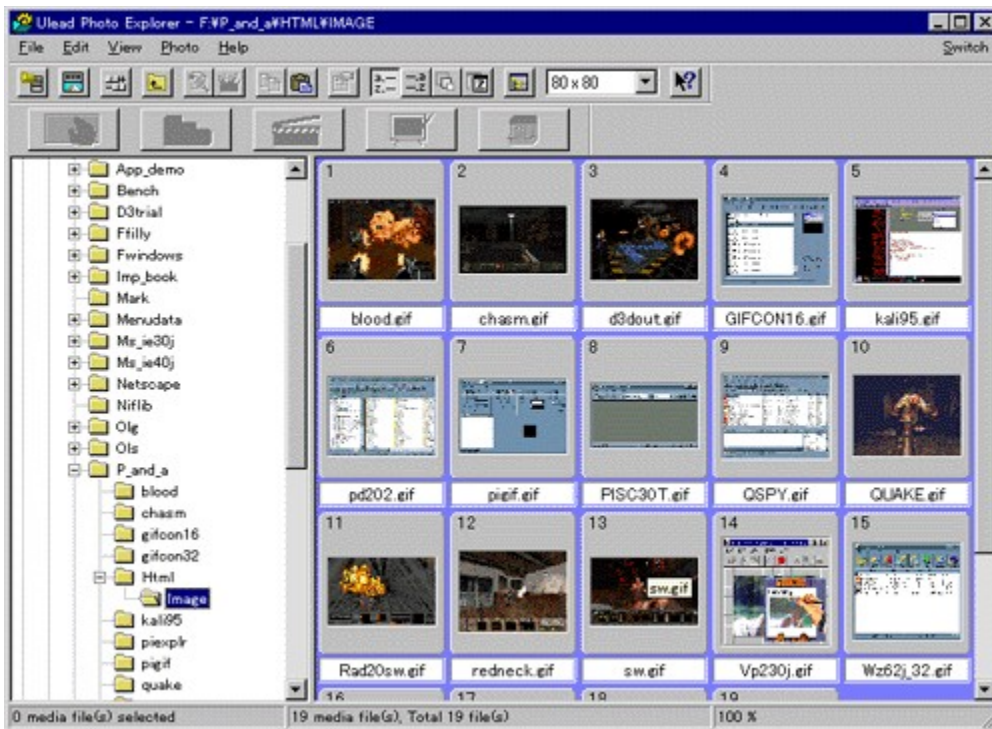 Ulead Photo Explorer - F:¥P_and_a¥HTML¥IMAGE
File Edit View Photo Help Switch
80 x 80
App_demo
Bench
D3trial
Ffilly
Fwindows
Imp_book
Mark
Menudata
Ms_ie30j
Ms_ie40j
Netscape
Niflib
Olg
Ols
P_and_a
blood
chasm
gifcon16
gifcon32
Html
Image
kali95
piexplr
pigif
quake
1 2 3 4 5
blood.gif chasm.gif d3dout.gif GIFCON16.gif kali95.gif
6 7 8 9 10
pd202.gif pigif.gif PISC30T.gif QSPY.gif QUAKE.gif
11 12 13 14 15
sw.gif
Rad20sw.gif redneck.gif sw.gif Vp230j.gif Wz62j_32.gif
16 17 18 19
0 media file(s) selected 19 media file(s), Total 19 file(s) 100 %